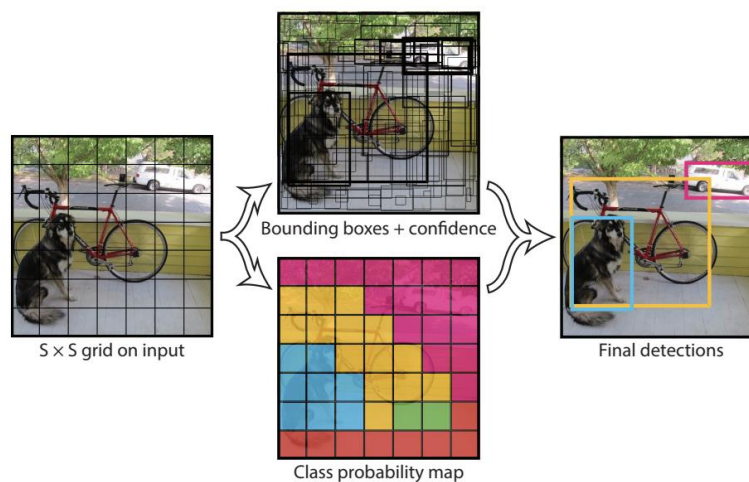 Bounding boxes + confidence
S × S grid on input
Final detections
Class probability map